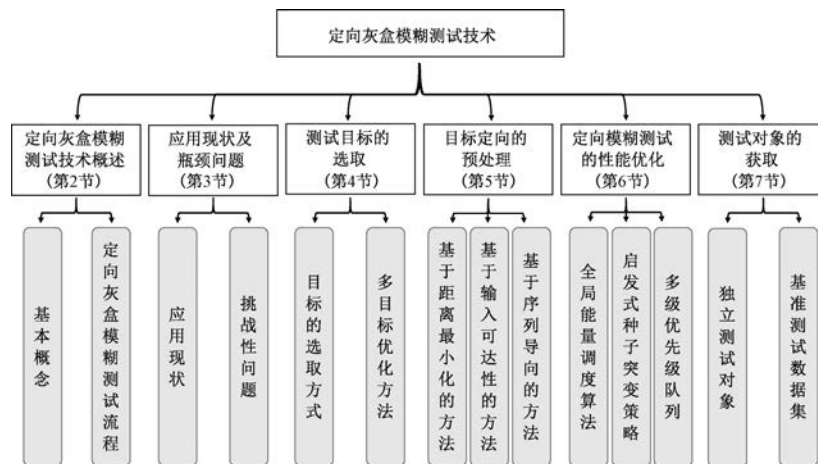 定向灰盒模糊测试技术
定向灰盒模糊
测试技术概述
(第2节)
应用现状及
瓶颈问题
(第3节)
测试目标的
选取
(第4节)
目标定向的
预处理
(第5节)
定向模糊测试
的性能优化
(第6节)
测试对象的
获取
(第7节)
基本概念
定向灰盒模糊测试流程
应用现状
挑战性问题
目标的选取方式
多目标优化方法
基于距离最小化的方法
基于输入可达性的方法
基于序列导向的方法
全局能量调度算法
启发式种子突变策略
多级优先级队列
独立测试对象
基准测试数据集